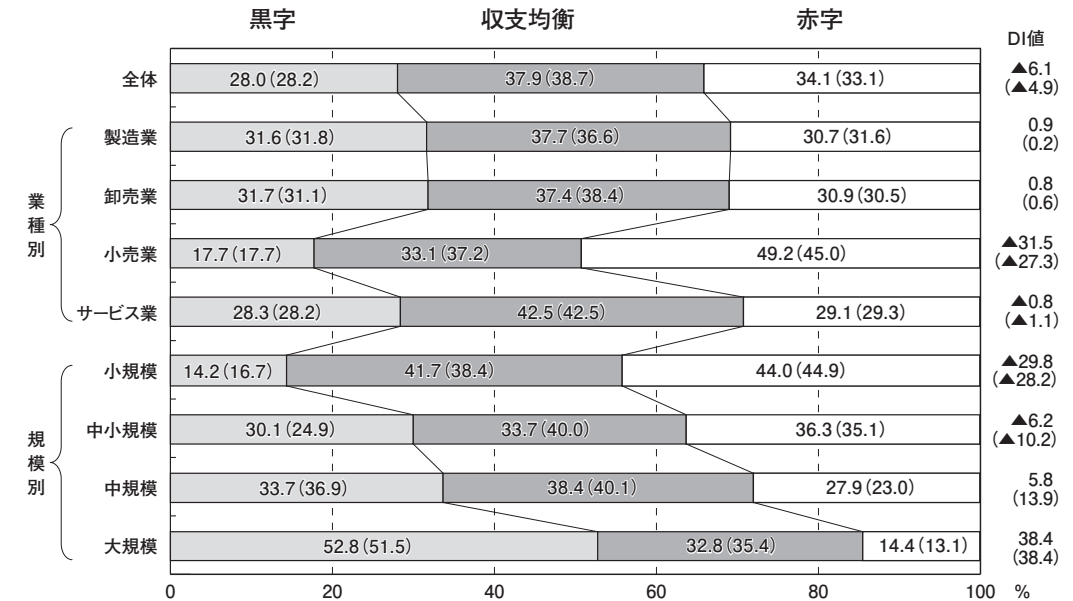 黒字 収支均衡 赤字
DI値
全体 28.0(28.2) 37.9(38.7) 34.1(33.1) ▲6.1
(▲4.9)
製造業 31.6(31.8) 37.7(36.6) 30.7(31.6) 0.9
(0.2)
卸売業 31.7(31.1) 37.4(38.4) 30.9(30.5) 0.8
(0.6)
業種別
小売業 17.7(17.7) 33.1(37.2) 49.2(45.0) ▲31.5
(▲27.3)
サービス業 28.3(28.2) 42.5(42.5) 29.1(29.3) ▲0.8
(▲1.1)
小規模 14.2(16.7) 41.7(38.4) 44.0(44.9) ▲29.8
(▲28.2)
中小規模 30.1(24.9) 33.7(40.0) 36.3(35.1) ▲6.2
(▲10.2)
規模別
中規模 33.7(36.9) 38.4(40.1) 27.9(23.0) 5.8
(13.9)
大規模 52.8(51.5) 32.8(35.4) 14.4(13.1) 38.4
(38.4)
0 20 40 60 80 100 %